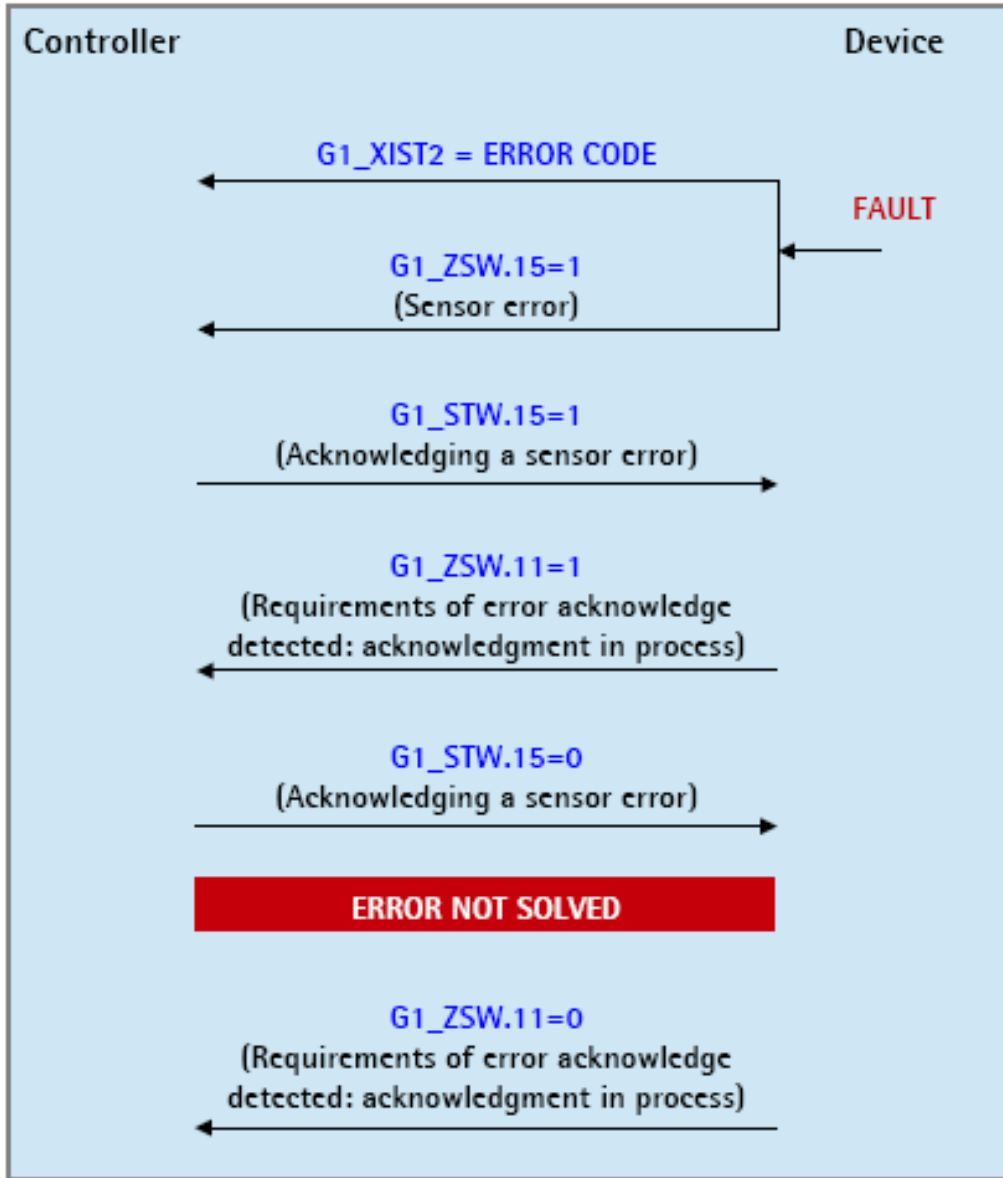 Controller
Device
G1_XIST2 = ERROR CODE
FAULT
G1_ZSW.15=1
(Sensor error)
G1_STW.15=1
(Acknowledging a sensor error)
G1_ZSW.11=1
(Requirements of error acknowledge
detected: acknowledgment in process)
G1_STW.15=0
(Acknowledging a sensor error)
ERROR NOT SOLVED
G1_ZSW.11=0
(Requirements of error acknowledge
detected: acknowledgment in process)